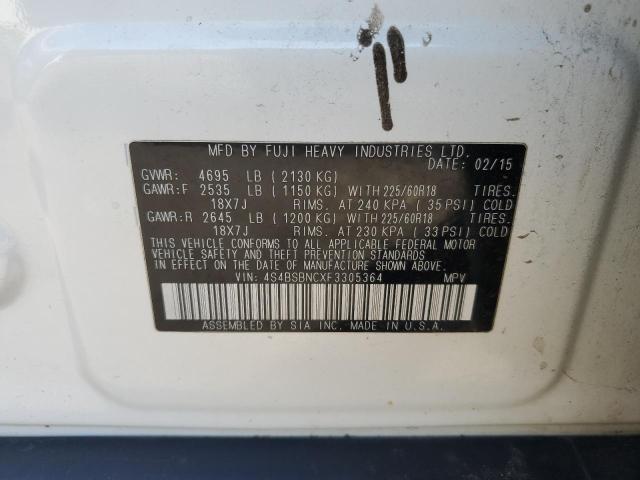 MFD BY FUJI HEAVY INDUSTRIES LTD.
DATE: 02/15
GVWR: 4695 LB (2130 KG)
GAWR:F 2535 LB (1150 KG) WITH 225/60R18 TIRES.
18X7J RIMS. AT 240 KPA (35 PSI) COLD
GAWR:R 2645 LB (1200 KG) WITH 225/60R18 TIRES.
18X7J RIMS. AT 230 KPA (33 PSI) COLD
THIS VEHICLE CONFORMS TO ALL APPLICABLE FEDERAL MOTOR
VEHICLE SAFETY AND THEFT PREVENTION STANDARDS
IN EFFECT ON THE DATE OF MANUFACTURE SHOWN ABOVE.
VIN: 4S4BSBNCXF3305364 MPV
ASSEMBLED BY SIA INC. MADE IN U.S.A.